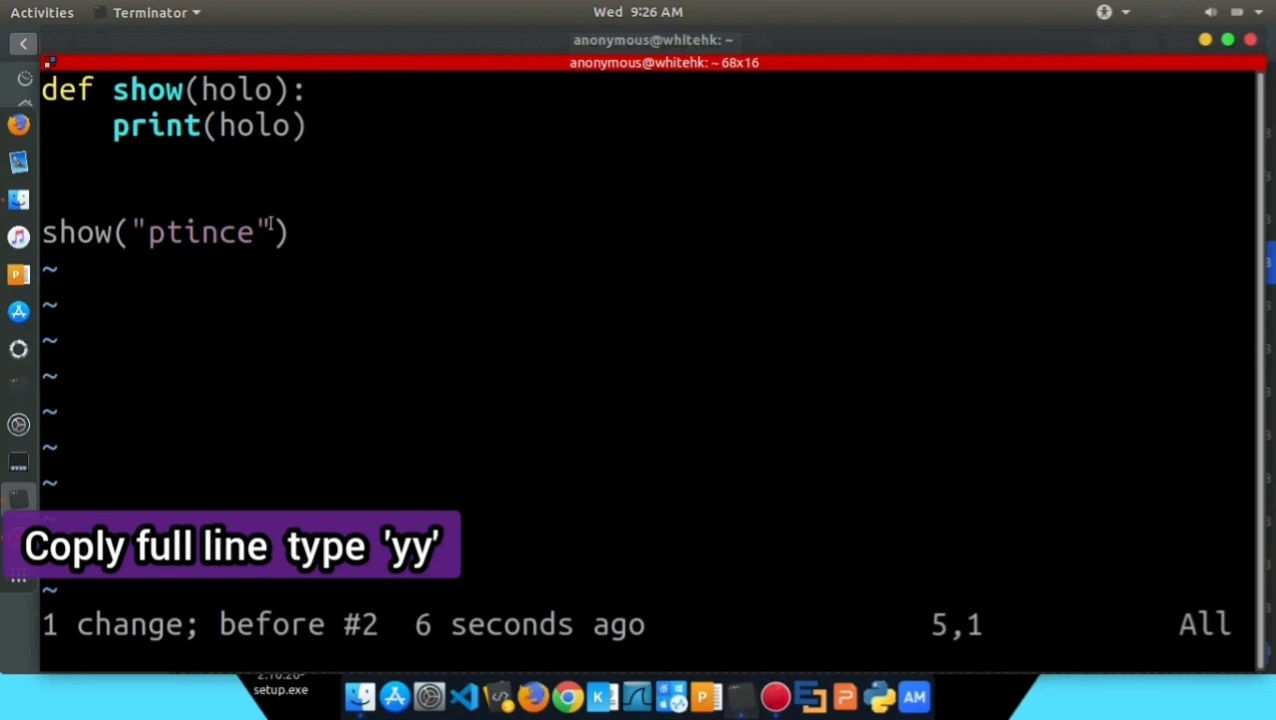 Activities Terminator Wed 9:26 AM
anonymous@whitehk: ~
anonymous@whitehk: ~ 68x16
def show(holo):
    print(holo)
show("ptince")
~
~
~
~
~
~
~
~
Coply full line type 'yy'
~
1 change; before #2 6 seconds ago 5,1 All
setup.exe